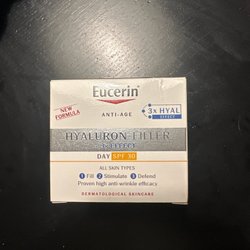 Eucerin
ANTI-AGE
NEW
FORMULA
3x HYAL
EFFECT
HYALURON-FILLER
DAY SPF 30
ALL SKIN TYPES
1 Fill 2 Stimulate 3 Defend
Proven high anti wrinkle efficacy
DERMATOLOGICAL SKINCARE